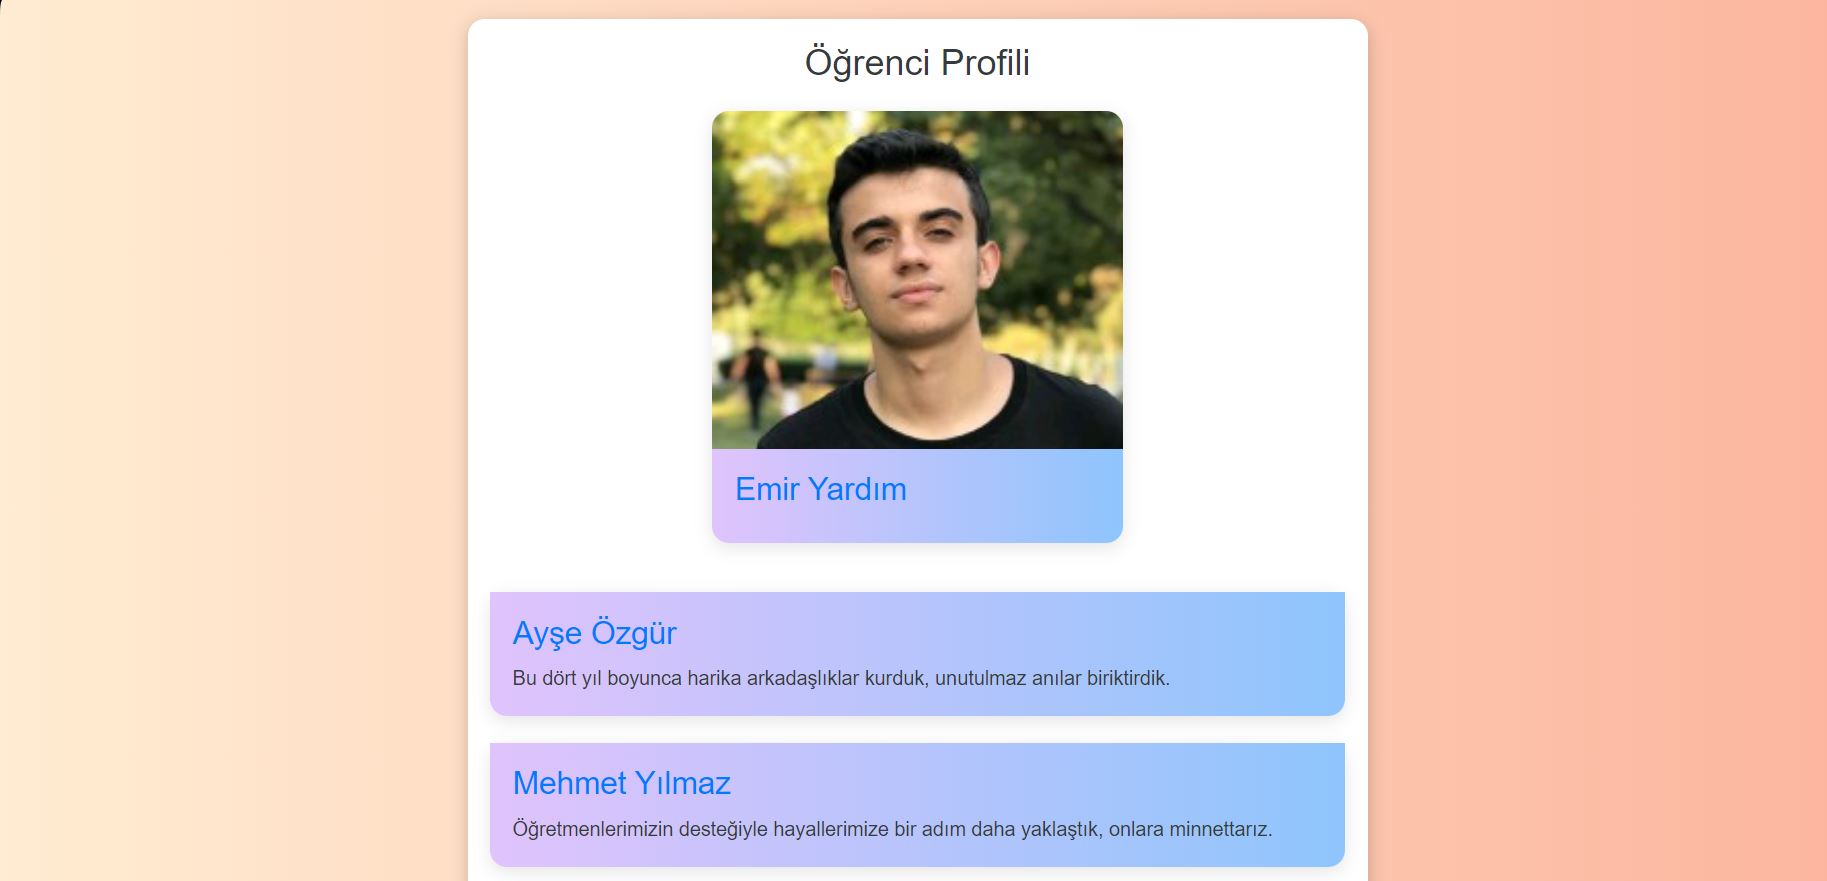 Öğrenci Profili
Emir Yardım
Ayşe Özgür
Bu dört yıl boyunca harika arkadaşlıklar kurduk, unutulmaz anılar biriktirdik.
Mehmet Yılmaz
Öğretmenlerimizin desteğiyle hayallerimize bir adım daha yaklaştık, onlara minnettarız.